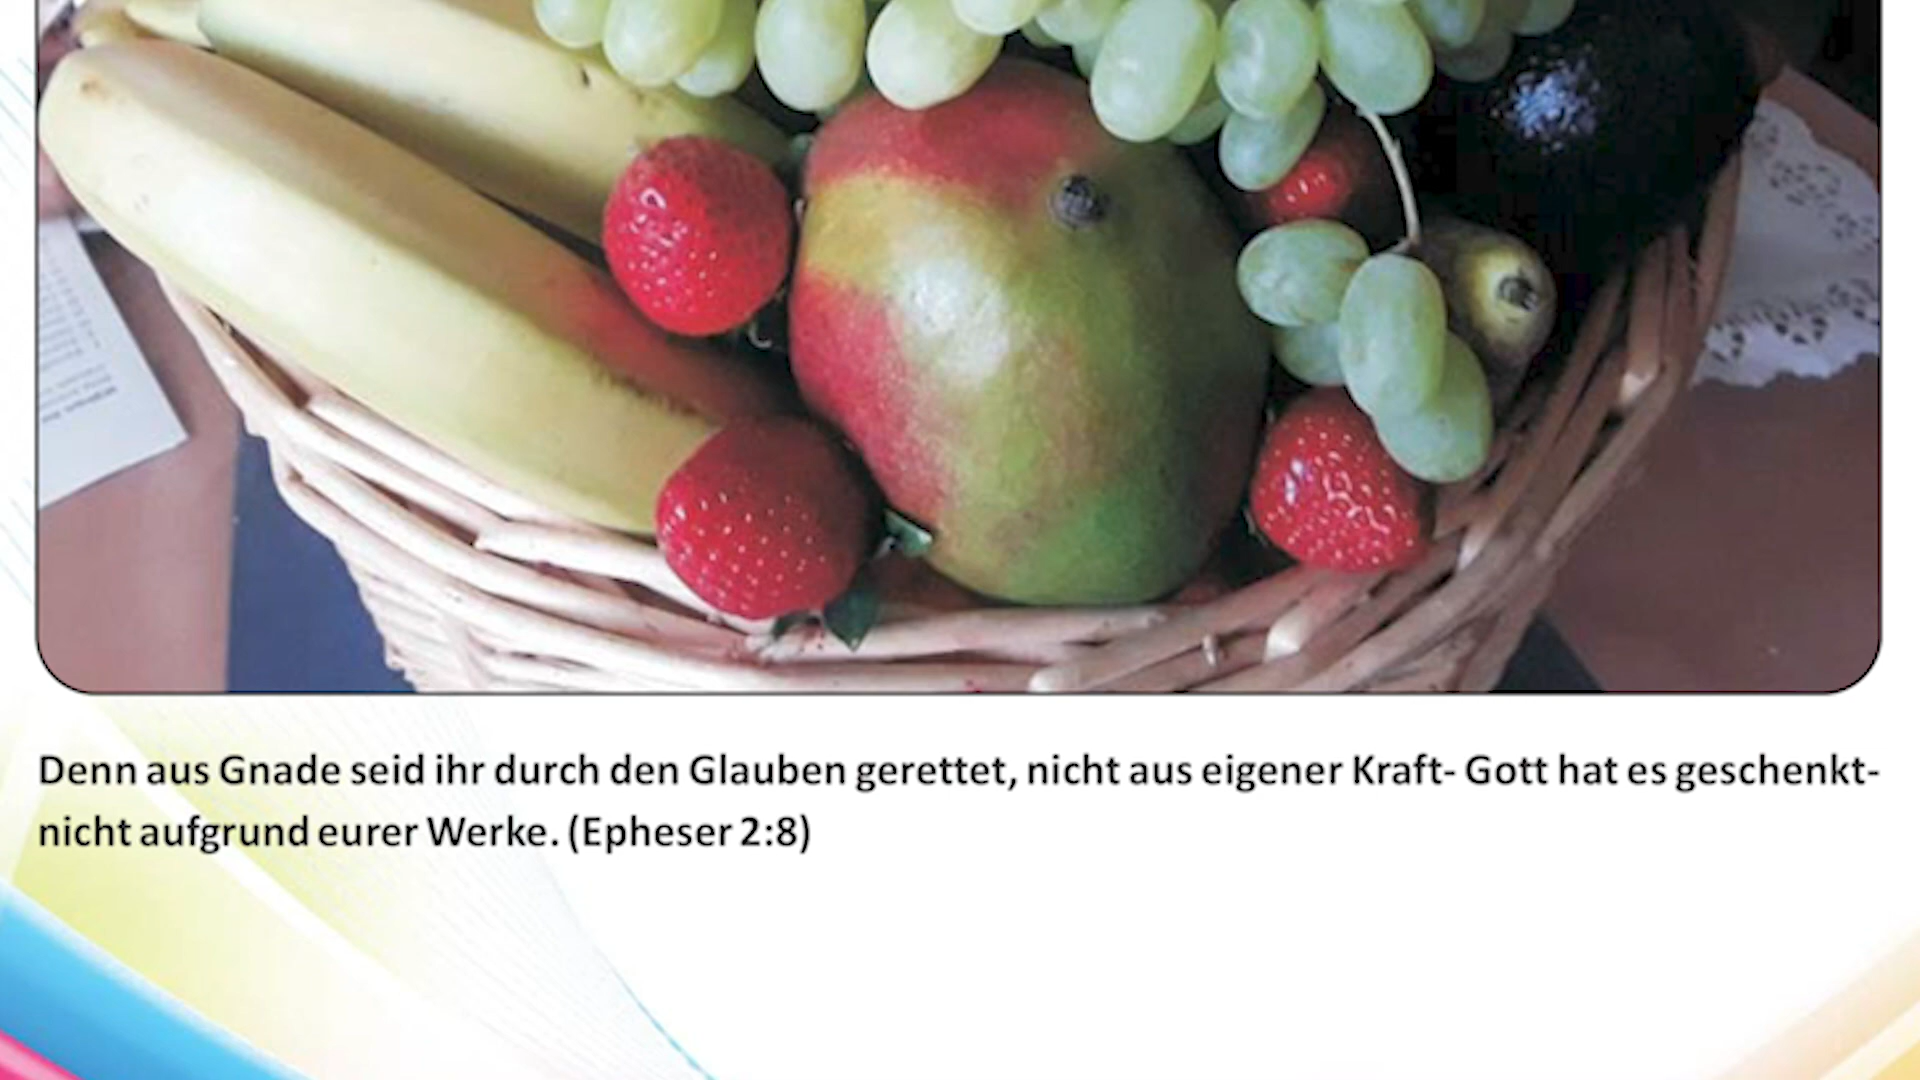 Denn aus Gnade seid ihr durch den Glauben gerettet, nicht aus eigener Kraft- Gott hat es geschenkt-
nicht aufgrund eurer Werke. (Epheser 2:8)